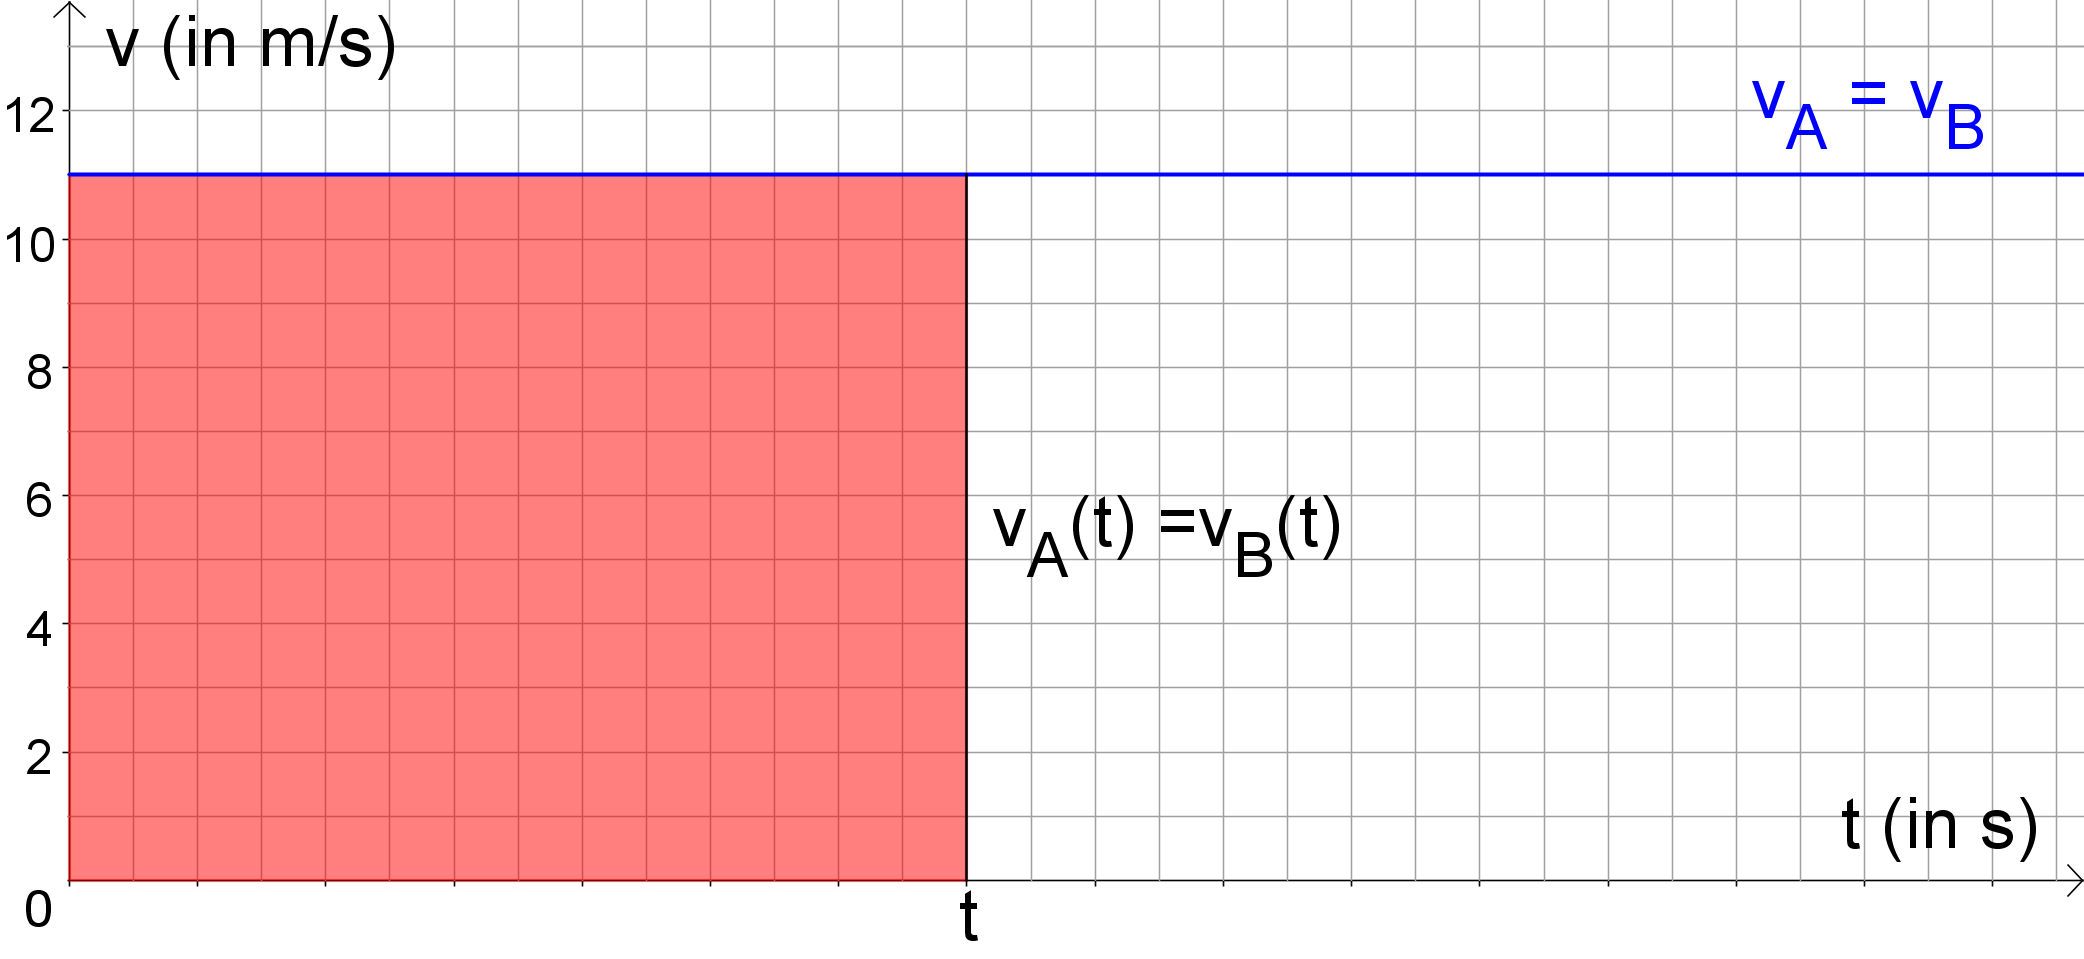 v (in m/s)
12
v_A = v_B
10
8
6
v_A(t) =v_B(t)
4
2
t (in s)
0
t